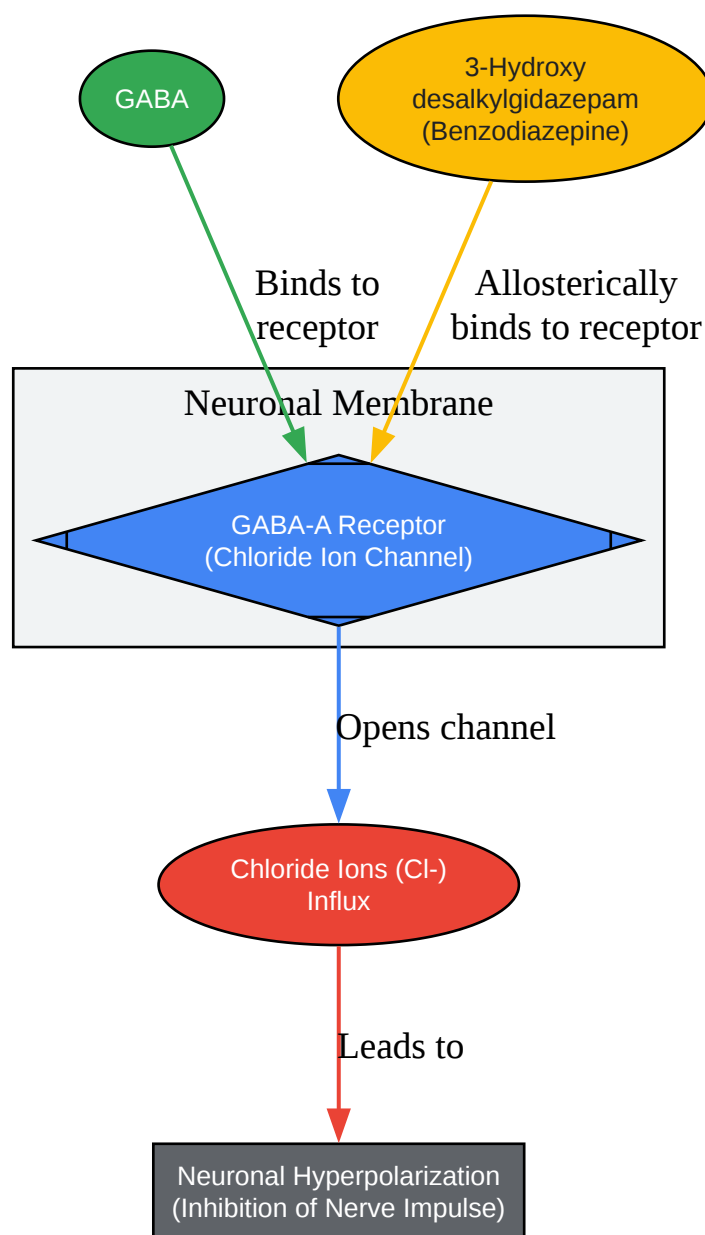 GABA
3-Hydroxy
desalkylgidazepam
(Benzodiazepine)
Binds to
receptor
Allosterically
binds to receptor
Neuronal Membrane
GABA-A Receptor
(Chloride Ion Channel)
Opens channel
Chloride Ions (Cl-)
Influx
Leads to
Neuronal Hyperpolarization
(Inhibition of Nerve Impulse)